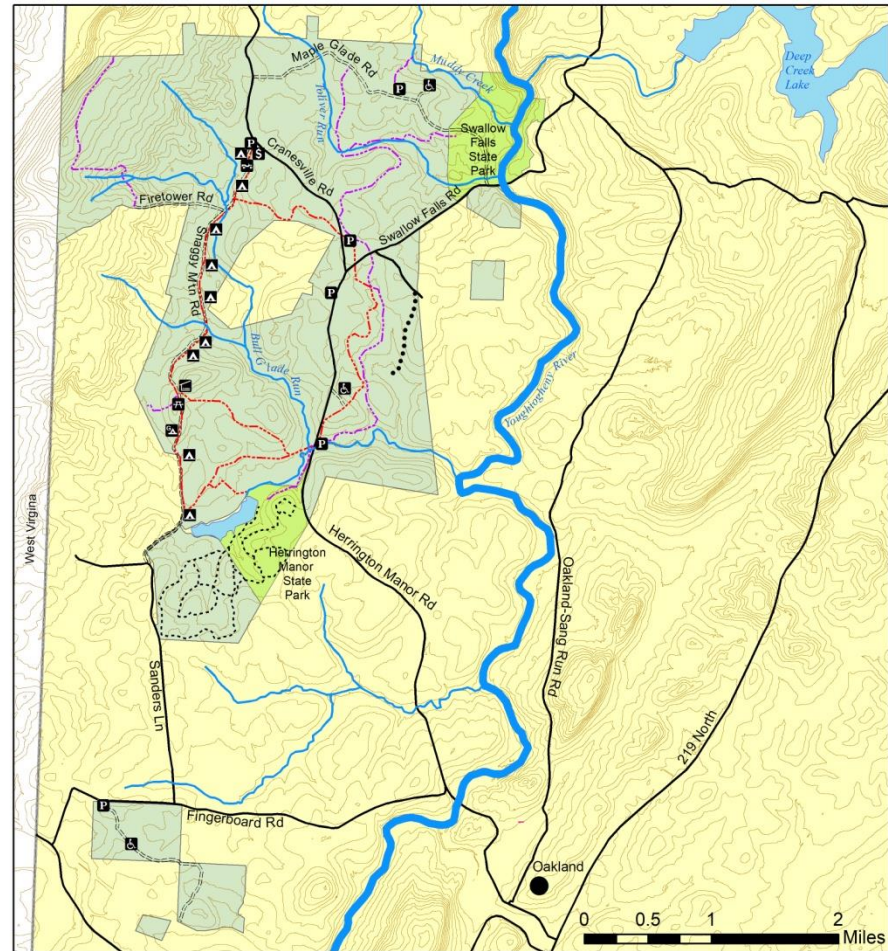 Maple Glade Rd
Muddy Creek
Deep
Creek
Lake
Toliver Run
P
P
$
Swallow
Falls
State
Park
Cranesville Rd
Firetower Rd
Swallow Falls Rd
P
Snaggy Mtn Rd
P
Bull Glade Run
Youghiogheny River
G
P
West Virgina
Herrington
Manor
State
Park
Herrington Manor Rd
Oakland-Sang Run Rd
Sanders Ln
219 North
P
Fingerboard Rd
Oakland
0 0.5 1 2
Miles